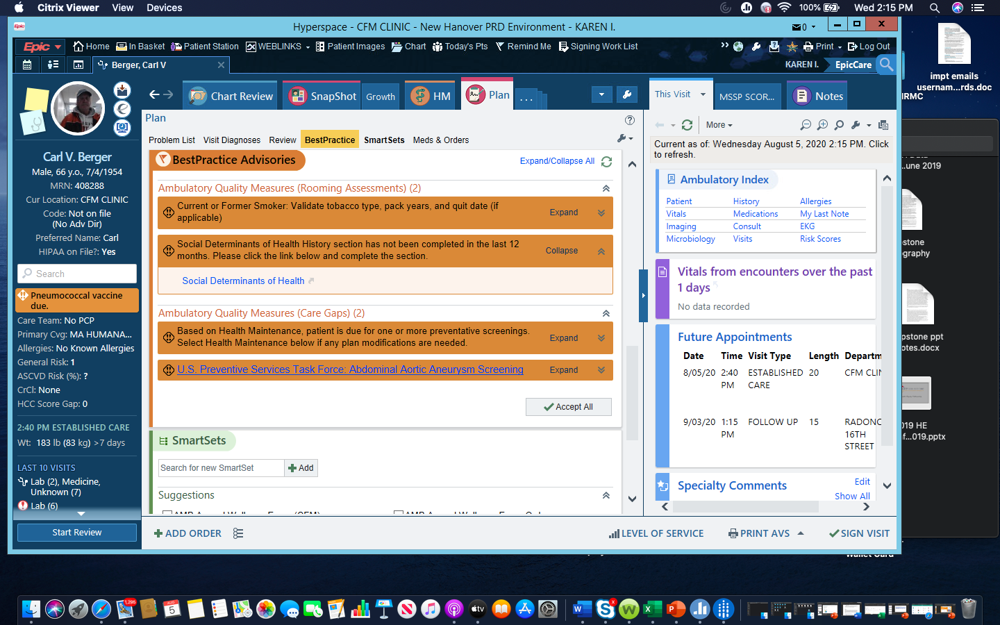 Citrix Viewer View Devices
100% Wed 2:15 PM
Epic Hyperspace - CFM CLINIC - New Hanover PRD Environment - KAREN I. 0
Epic Home In Basket Patient Station WEBLINKS Patient Images Chart Today's Pts Remind Me Signing Work List Print Log Out
Berger, Carl V KAREN I. EpicCare
Chart Review SnapShot Growth HM Plan ...
This Visit MSSP SCOR... Notes
Carl V. Berger
Male, 66 y.o., 7/4/1954
MRN: 408288
Cur Location: CFM CLINIC
Code: Not on file
(No Adv Dir)
Preferred Name: Carl
HIPAA on File?: Yes
Search
Pneumococcal vaccine
due.
Care Team: No PCP
Primary Cvg: MA HUMANA...
Allergies: No Known Allergies
General Risk: 1
ASCVD Risk (%): ?
CrCl: None
HCC Score Gap: 0
2:40 PM ESTABLISHED CARE
Wt: 183 lb (83 kg) >7 days
LAST 10 VISITS
Lab (2), Medicine,
Unknown (7)
Lab (6)
Start Review
Plan
Problem List Visit Diagnoses Review BestPractice SmartSets Meds & Orders
BestPractice Advisories Expand/Collapse All
Ambulatory Quality Measures (Rooming Assessments) (2)
Current or Former Smoker: Validate tobacco type, pack years, and quit date (if
applicable)
Expand
Social Determinants of Health History section has not been completed in the last 12
months. Please click the link below and complete the section.
Collapse
Social Determinants of Health
Ambulatory Quality Measures (Care Gaps) (2)
Based on Health Maintenance, patient is due for one or more preventative screenings.
Select Health Maintenance below if any plan modifications are needed.
Expand
U.S. Preventive Services Task Force: Abdominal Aortic Aneurysm Screening Expand
Accept All
SmartSets
Search for new SmartSet Add
Suggestions
ADD ORDER LEVEL OF SERVICE PRINT AVS SIGN VISIT
More
Current as of: Wednesday August 5, 2020 2:15 PM. Click
to refresh.
Ambulatory Index
Patient History Allergies
Vitals Medications My Last Note
Imaging Consult EKG
Microbiology Visits Risk Scores
Vitals from encounters over the past
1 days
No data recorded
Future Appointments
Date Time Visit Type Length Departm
8/05/20 2:40 ESTABLISHED 20 CFM CLIN
PM CARE
9/03/20 1:15 FOLLOW UP 15 RADONC
PM 16TH
STREET
Specialty Comments Edit
Show All
impt emails
usernam...rds.doc
IRMC
...une 2019
pstone
ography
pstone ppt
otes.docx
019 HE
f...019.pptx
Wallet Card
1,296
AUG
5
tv